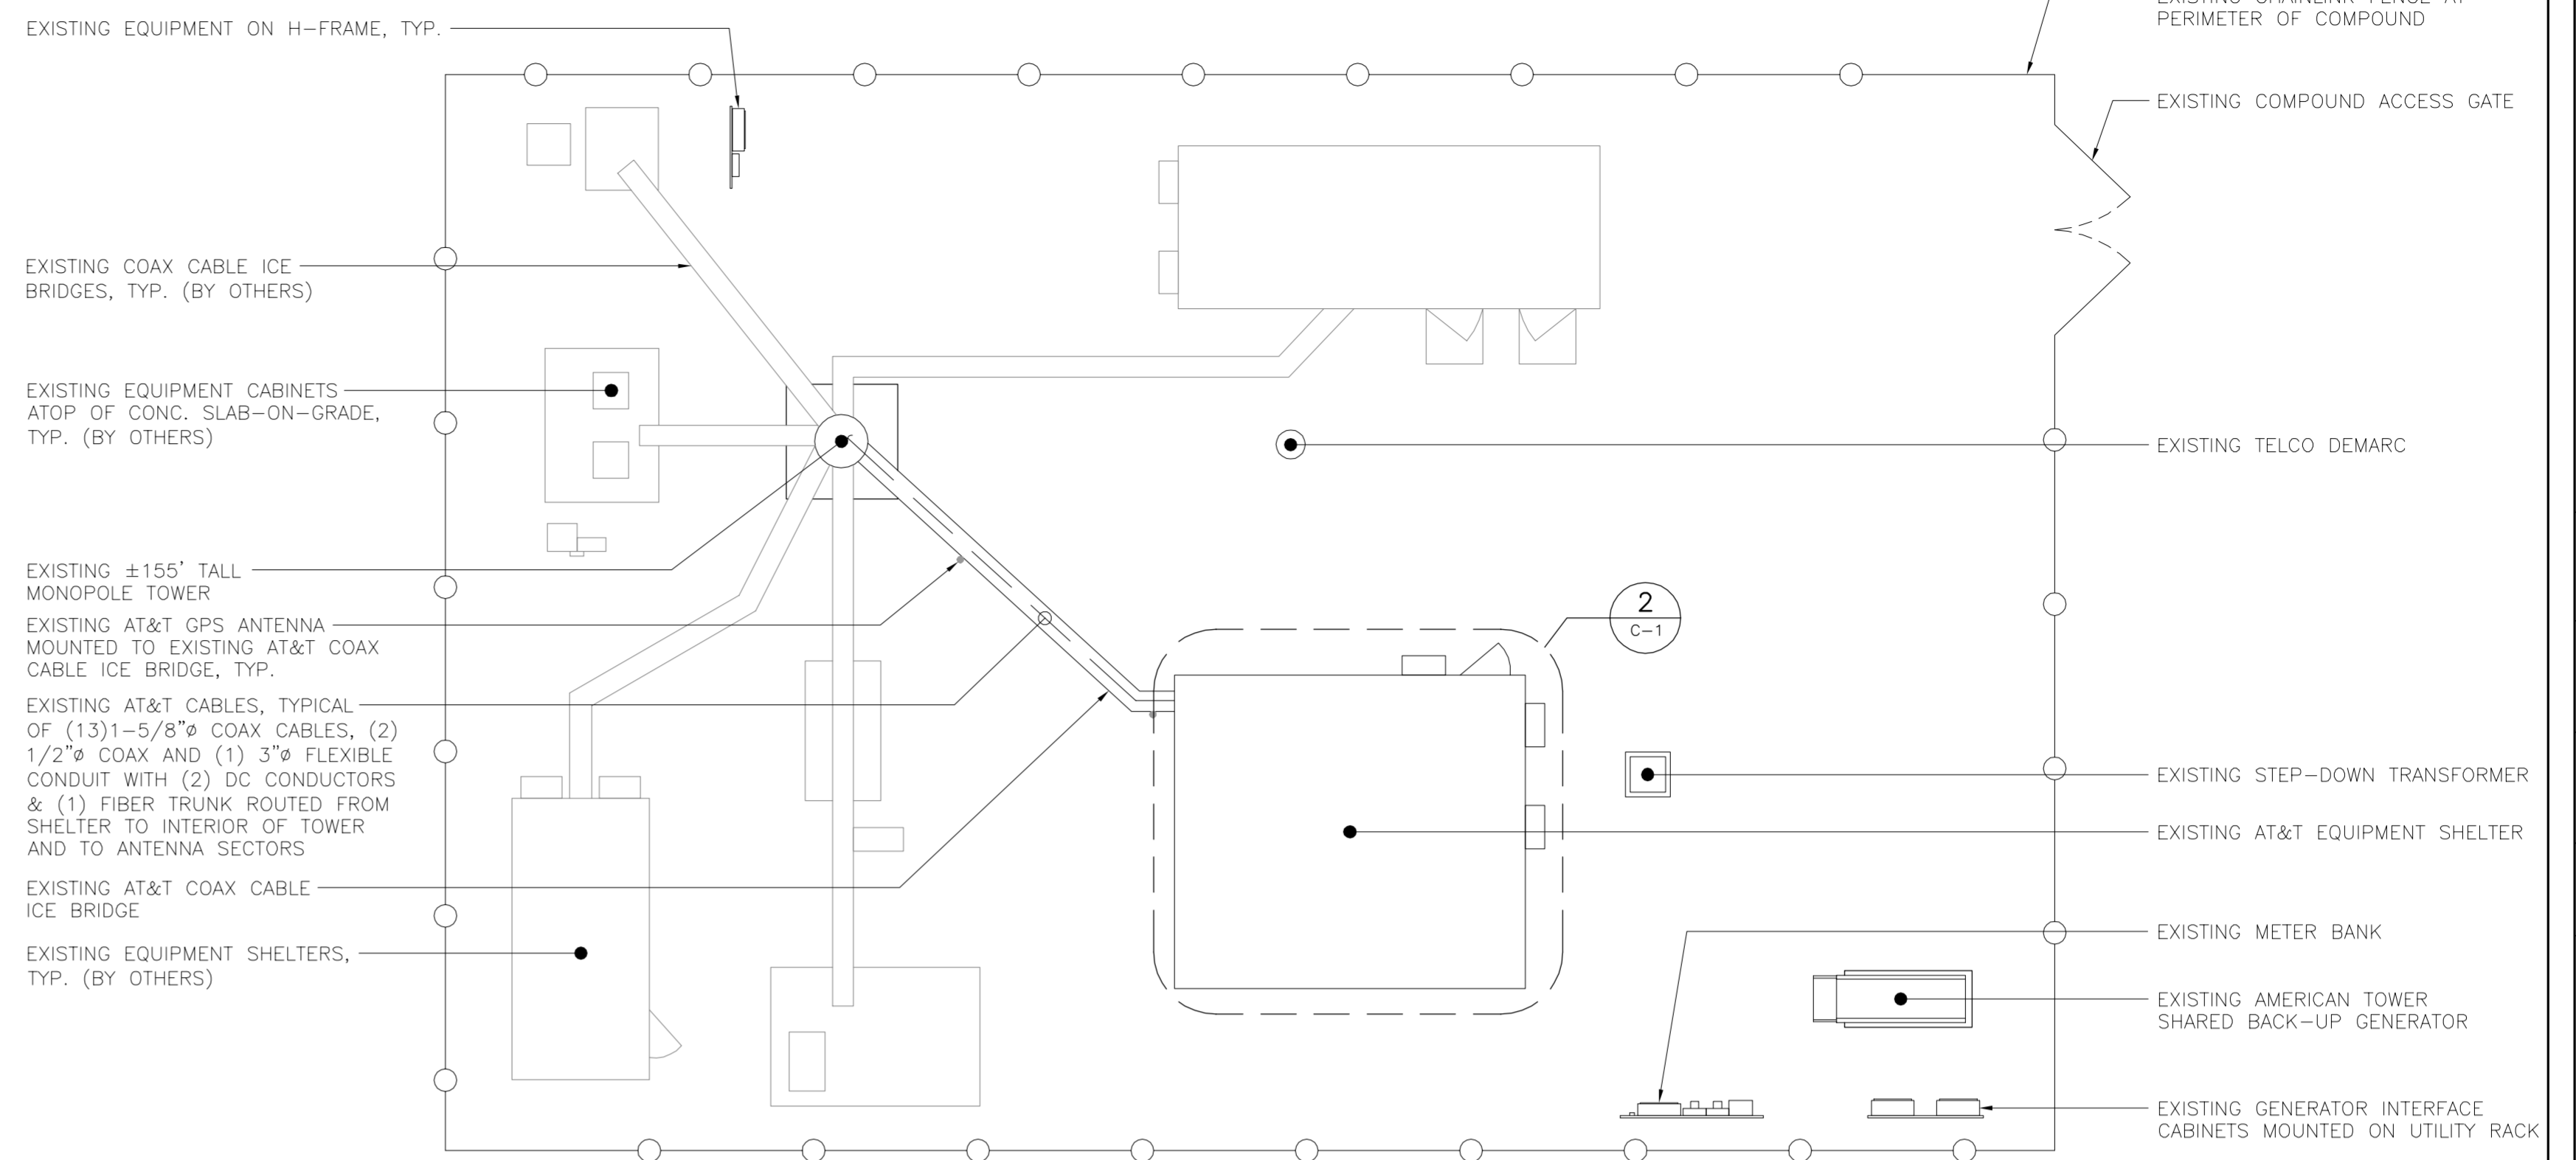 EXISTING EQUIPMENT ON H-FRAME, TYP.
EXISTING COAX CABLE ICE
BRIDGES, TYP. (BY OTHERS)
EXISTING EQUIPMENT CABINETS
ATOP OF CONC. SLAB-ON-GRADE,
TYP. (BY OTHERS)
EXISTING ±155' TALL
MONOPOLE TOWER
EXISTING AT&T GPS ANTENNA
MOUNTED TO EXISTING AT&T COAX
CABLE ICE BRIDGE, TYP.
EXISTING AT&T CABLES, TYPICAL
OF (13)1-5/8"ø COAX CABLES, (2)
1/2"ø COAX AND (1) 3"ø FLEXIBLE
CONDUIT WITH (2) DC CONDUCTORS
& (1) FIBER TRUNK ROUTED FROM
SHELTER TO INTERIOR OF TOWER
AND TO ANTENNA SECTORS
EXISTING AT&T COAX CABLE
ICE BRIDGE
EXISTING EQUIPMENT SHELTERS,
TYP. (BY OTHERS)
2
C-1
EXISTING CHAINLINK FENCE AT
PERIMETER OF COMPOUND
EXISTING COMPOUND ACCESS GATE
EXISTING TELCO DEMARC
EXISTING STEP-DOWN TRANSFORMER
EXISTING AT&T EQUIPMENT SHELTER
EXISTING METER BANK
EXISTING AMERICAN TOWER
SHARED BACK-UP GENERATOR
EXISTING GENERATOR INTERFACE
CABINETS MOUNTED ON UTILITY RACK